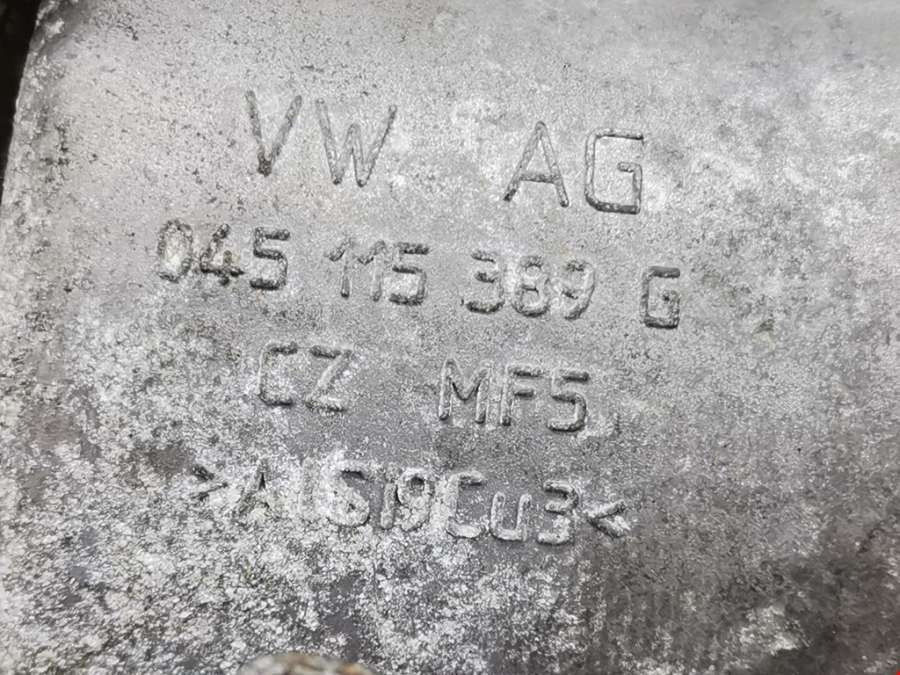 VW AG
045 115 389 G
CZ MF5
>AlSi9Cu3<